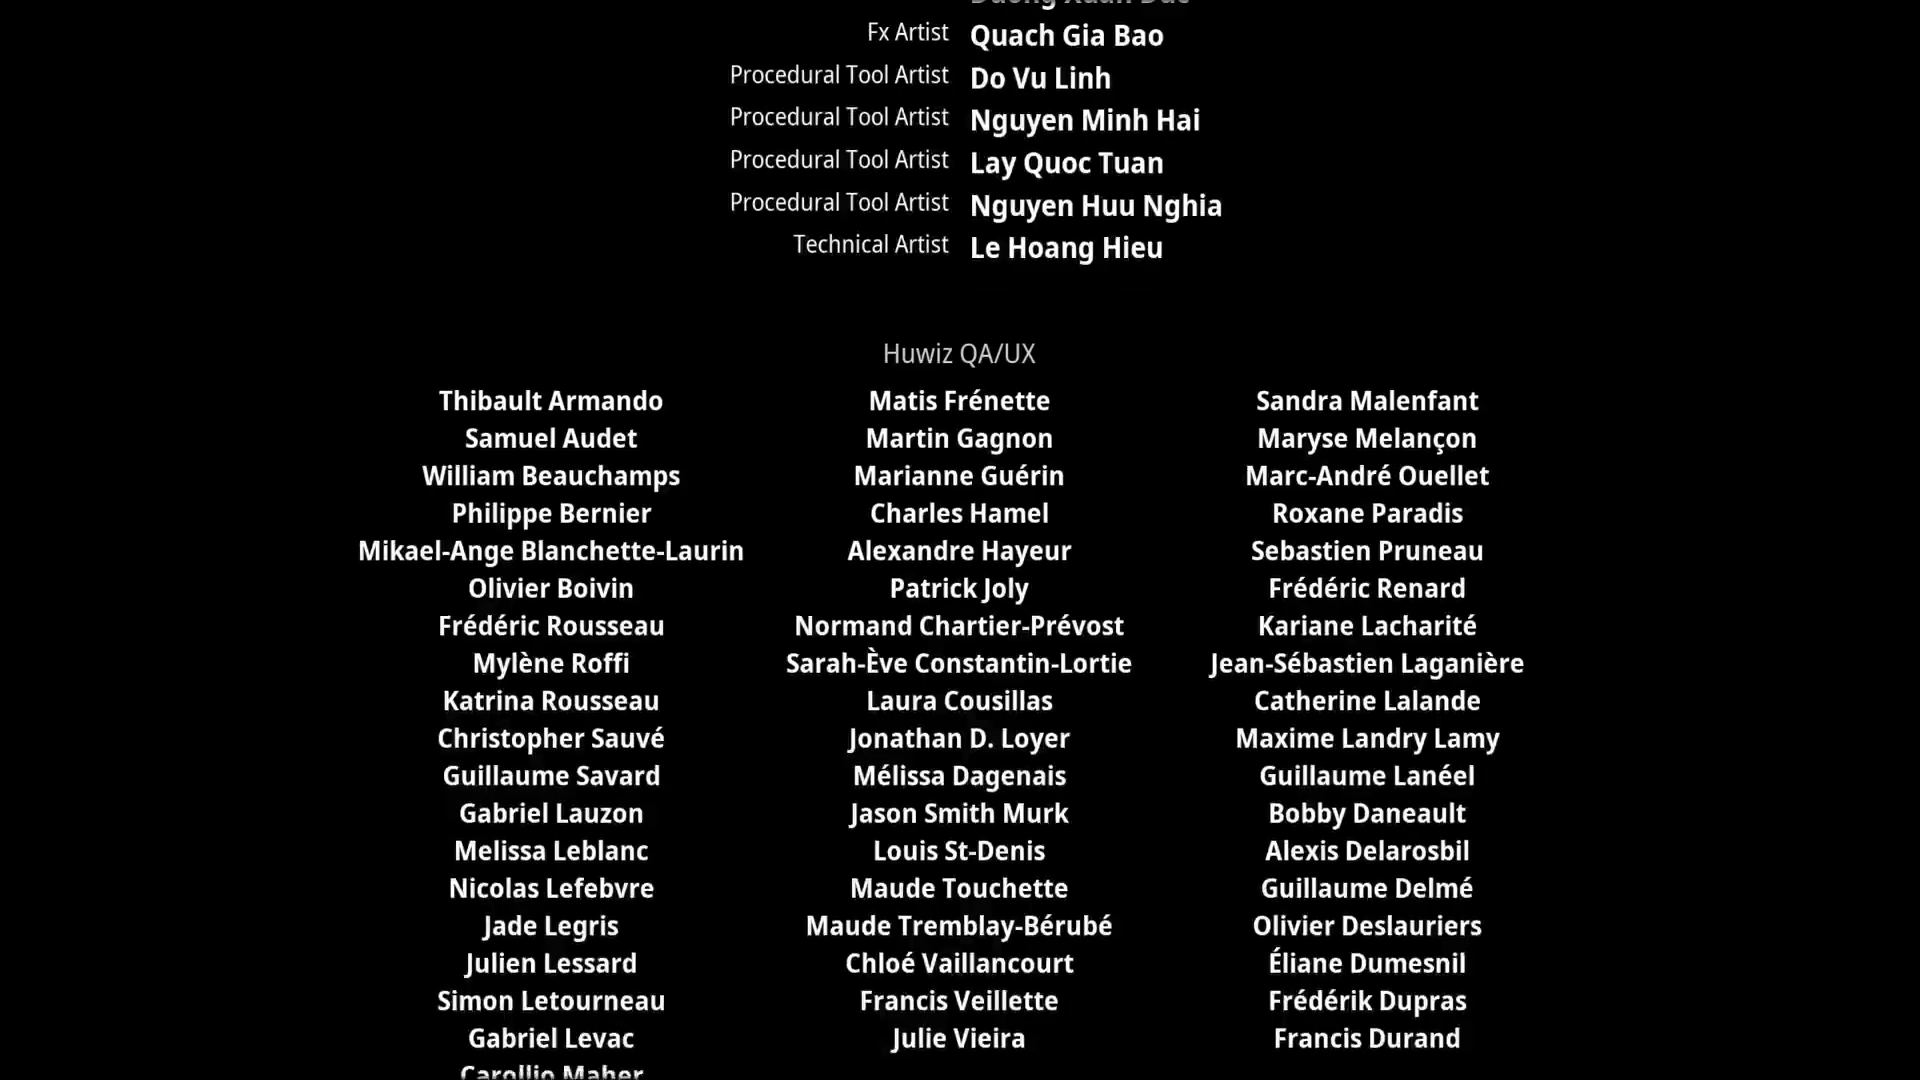 Fx Artist Quach Gia Bao
Procedural Tool Artist Do Vu Linh
Procedural Tool Artist Nguyen Minh Hai
Procedural Tool Artist Lay Quoc Tuan
Procedural Tool Artist Nguyen Huu Nghia
Technical Artist Le Hoang Hieu
Huwiz QA/UX
Thibault Armando Matis Frénette Sandra Malenfant
Samuel Audet Martin Gagnon Maryse Melançon
William Beauchamps Marianne Guérin Marc-André Ouellet
Philippe Bernier Charles Hamel Roxane Paradis
Mikael-Ange Blanchette-Laurin Alexandre Hayeur Sebastien Pruneau
Olivier Boivin Patrick Joly Frédéric Renard
Frédéric Rousseau Normand Chartier-Prévost Kariane Lacharité
Mylène Roffi Sarah-Ève Constantin-Lortie Jean-Sébastien Laganière
Katrina Rousseau Laura Cousillas Catherine Lalande
Christopher Sauvé Jonathan D. Loyer Maxime Landry Lamy
Guillaume Savard Mélissa Dagenais Guillaume Lanéel
Gabriel Lauzon Jason Smith Murk Bobby Daneault
Melissa Leblanc Louis St-Denis Alexis Delarosbil
Nicolas Lefebvre Maude Touchette Guillaume Delmé
Jade Legris Maude Tremblay-Bérubé Olivier Deslauriers
Julien Lessard Chloé Vaillancourt Éliane Dumesnil
Simon Letourneau Francis Veillette Frédérik Dupras
Gabriel Levac Julie Vieira Francis Durand